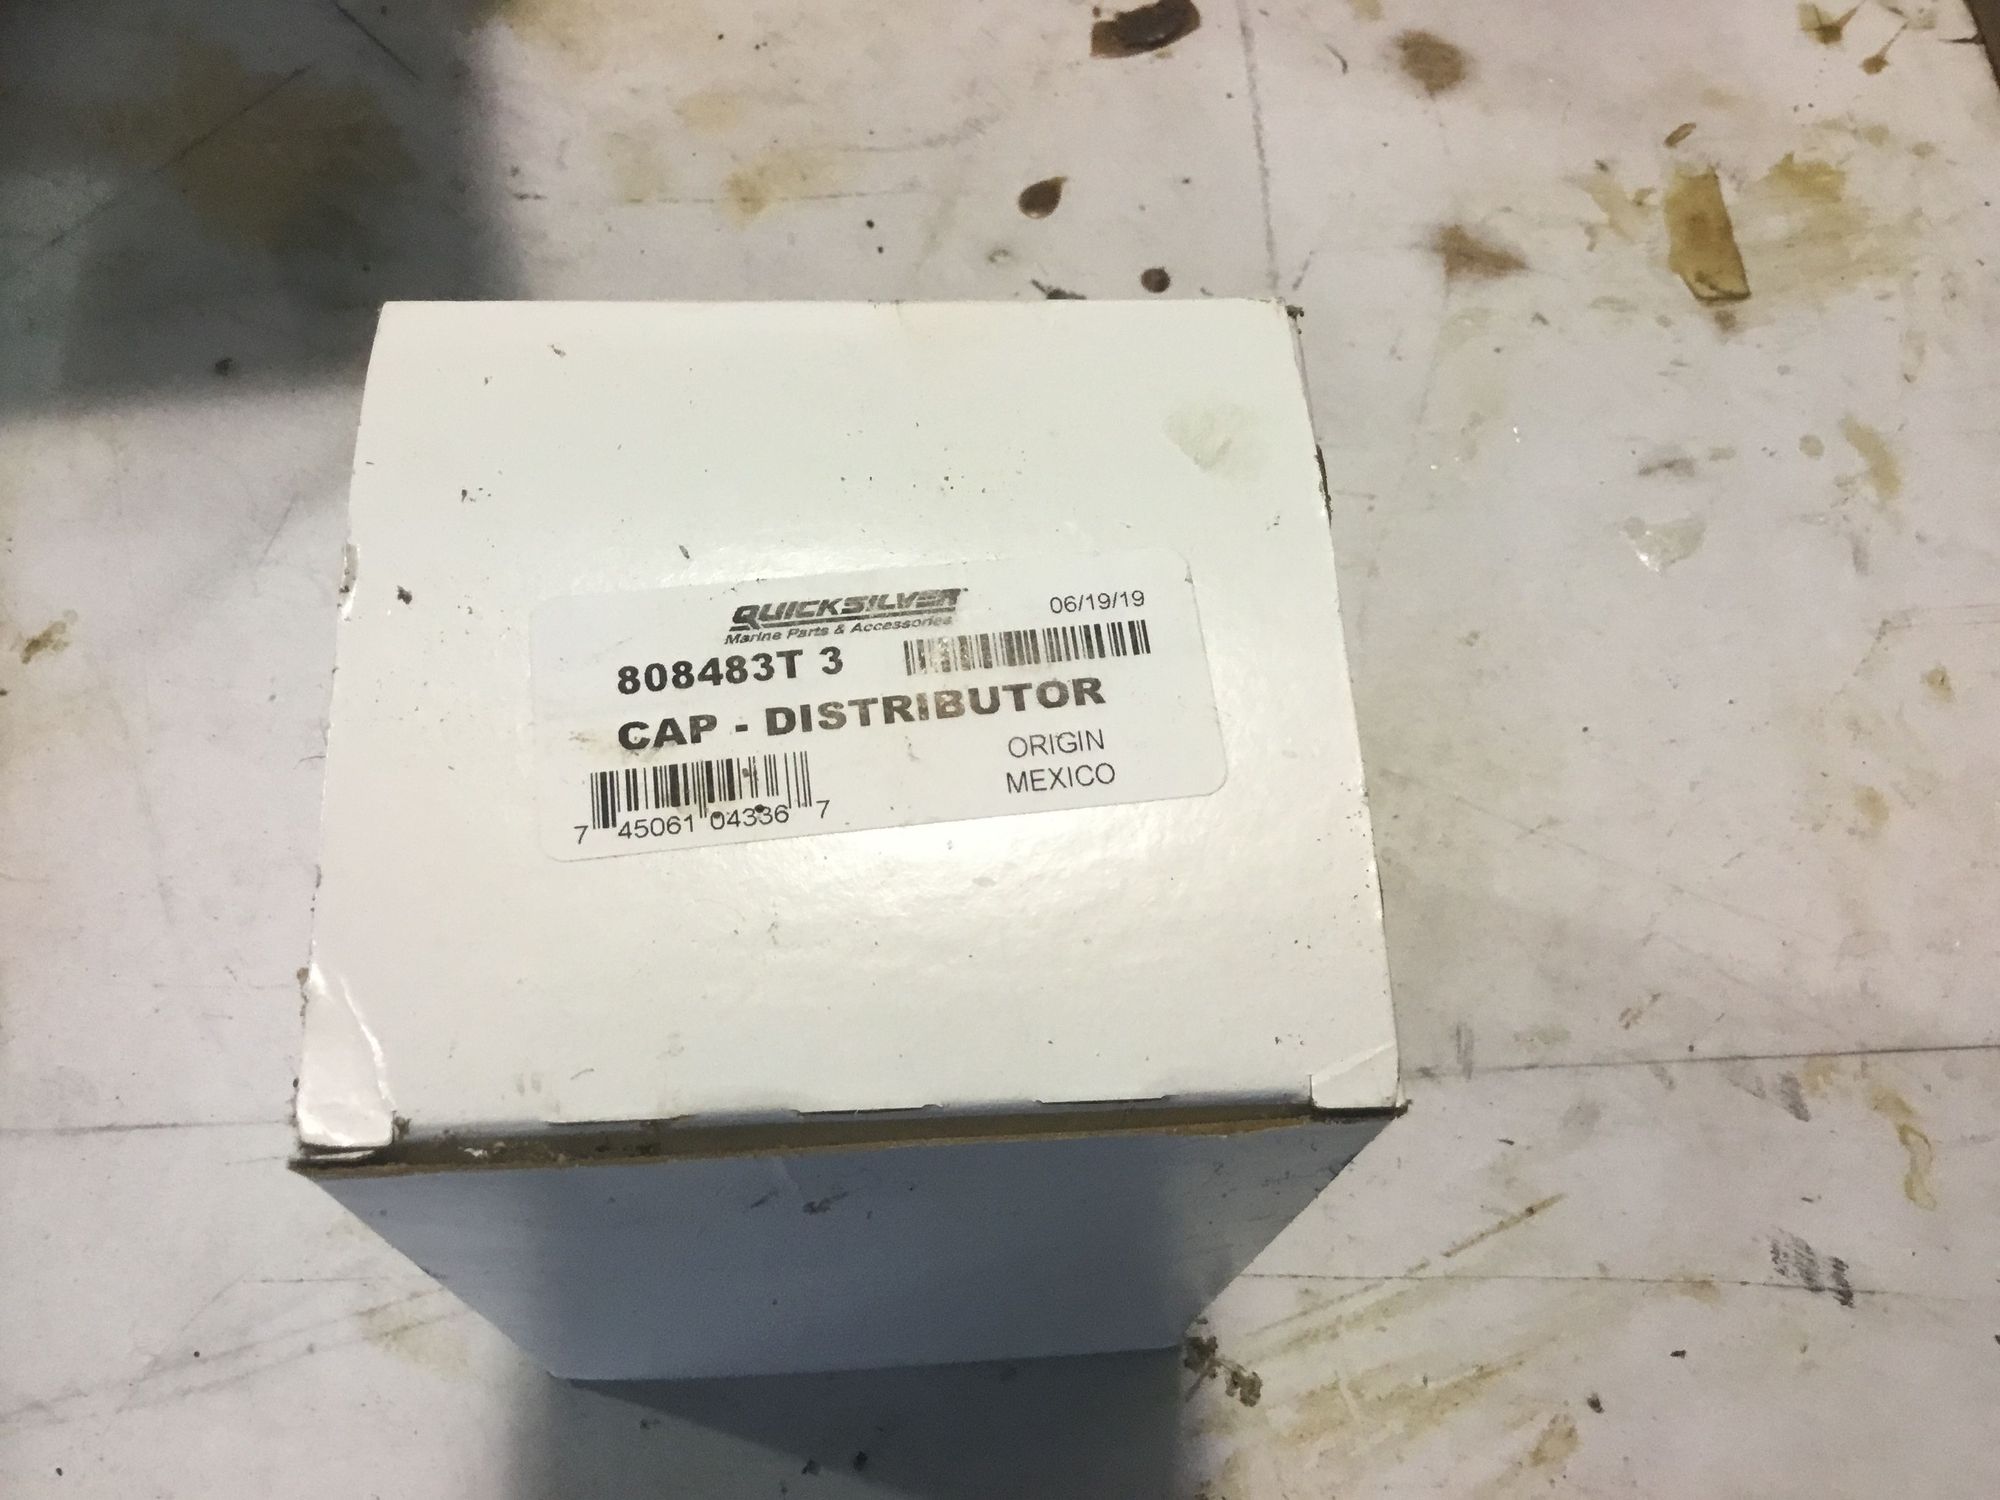 QUICKSILVER
06/19/19
Marine Parts & Accessories
808483T 3
CAP - DISTRIBUTOR
ORIGIN
MEXICO
7 45061 04336 7